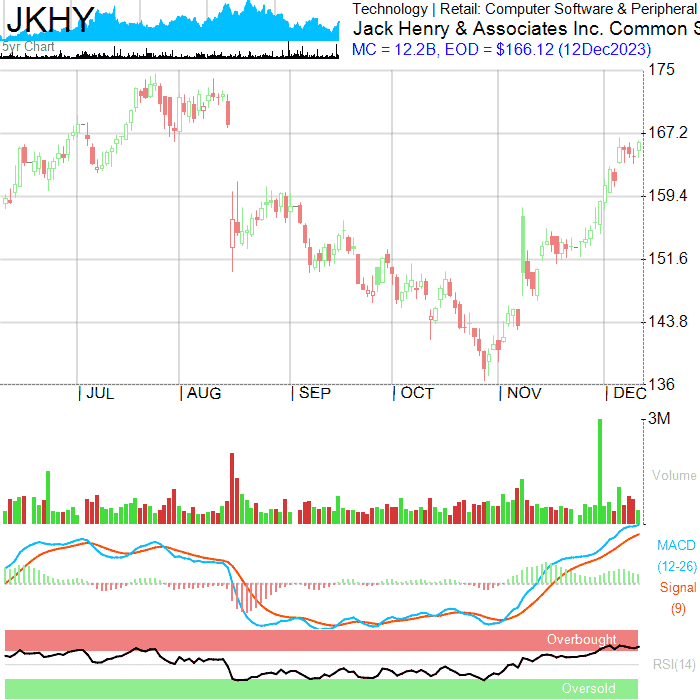 JKHY
5yr Chart
Technology | Retail: Computer Software & Peripheral
Jack Henry & Associates Inc. Common S
MC = 12.2B, EOD = $166.12 (12Dec2023)
175
167.2
159.4
151.6
143.8
136
JUL AUG SEP OCT NOV DEC
3M
Volume
MACD
(12-26)
Signal
(9)
Overbought
RSI(14)
Oversold